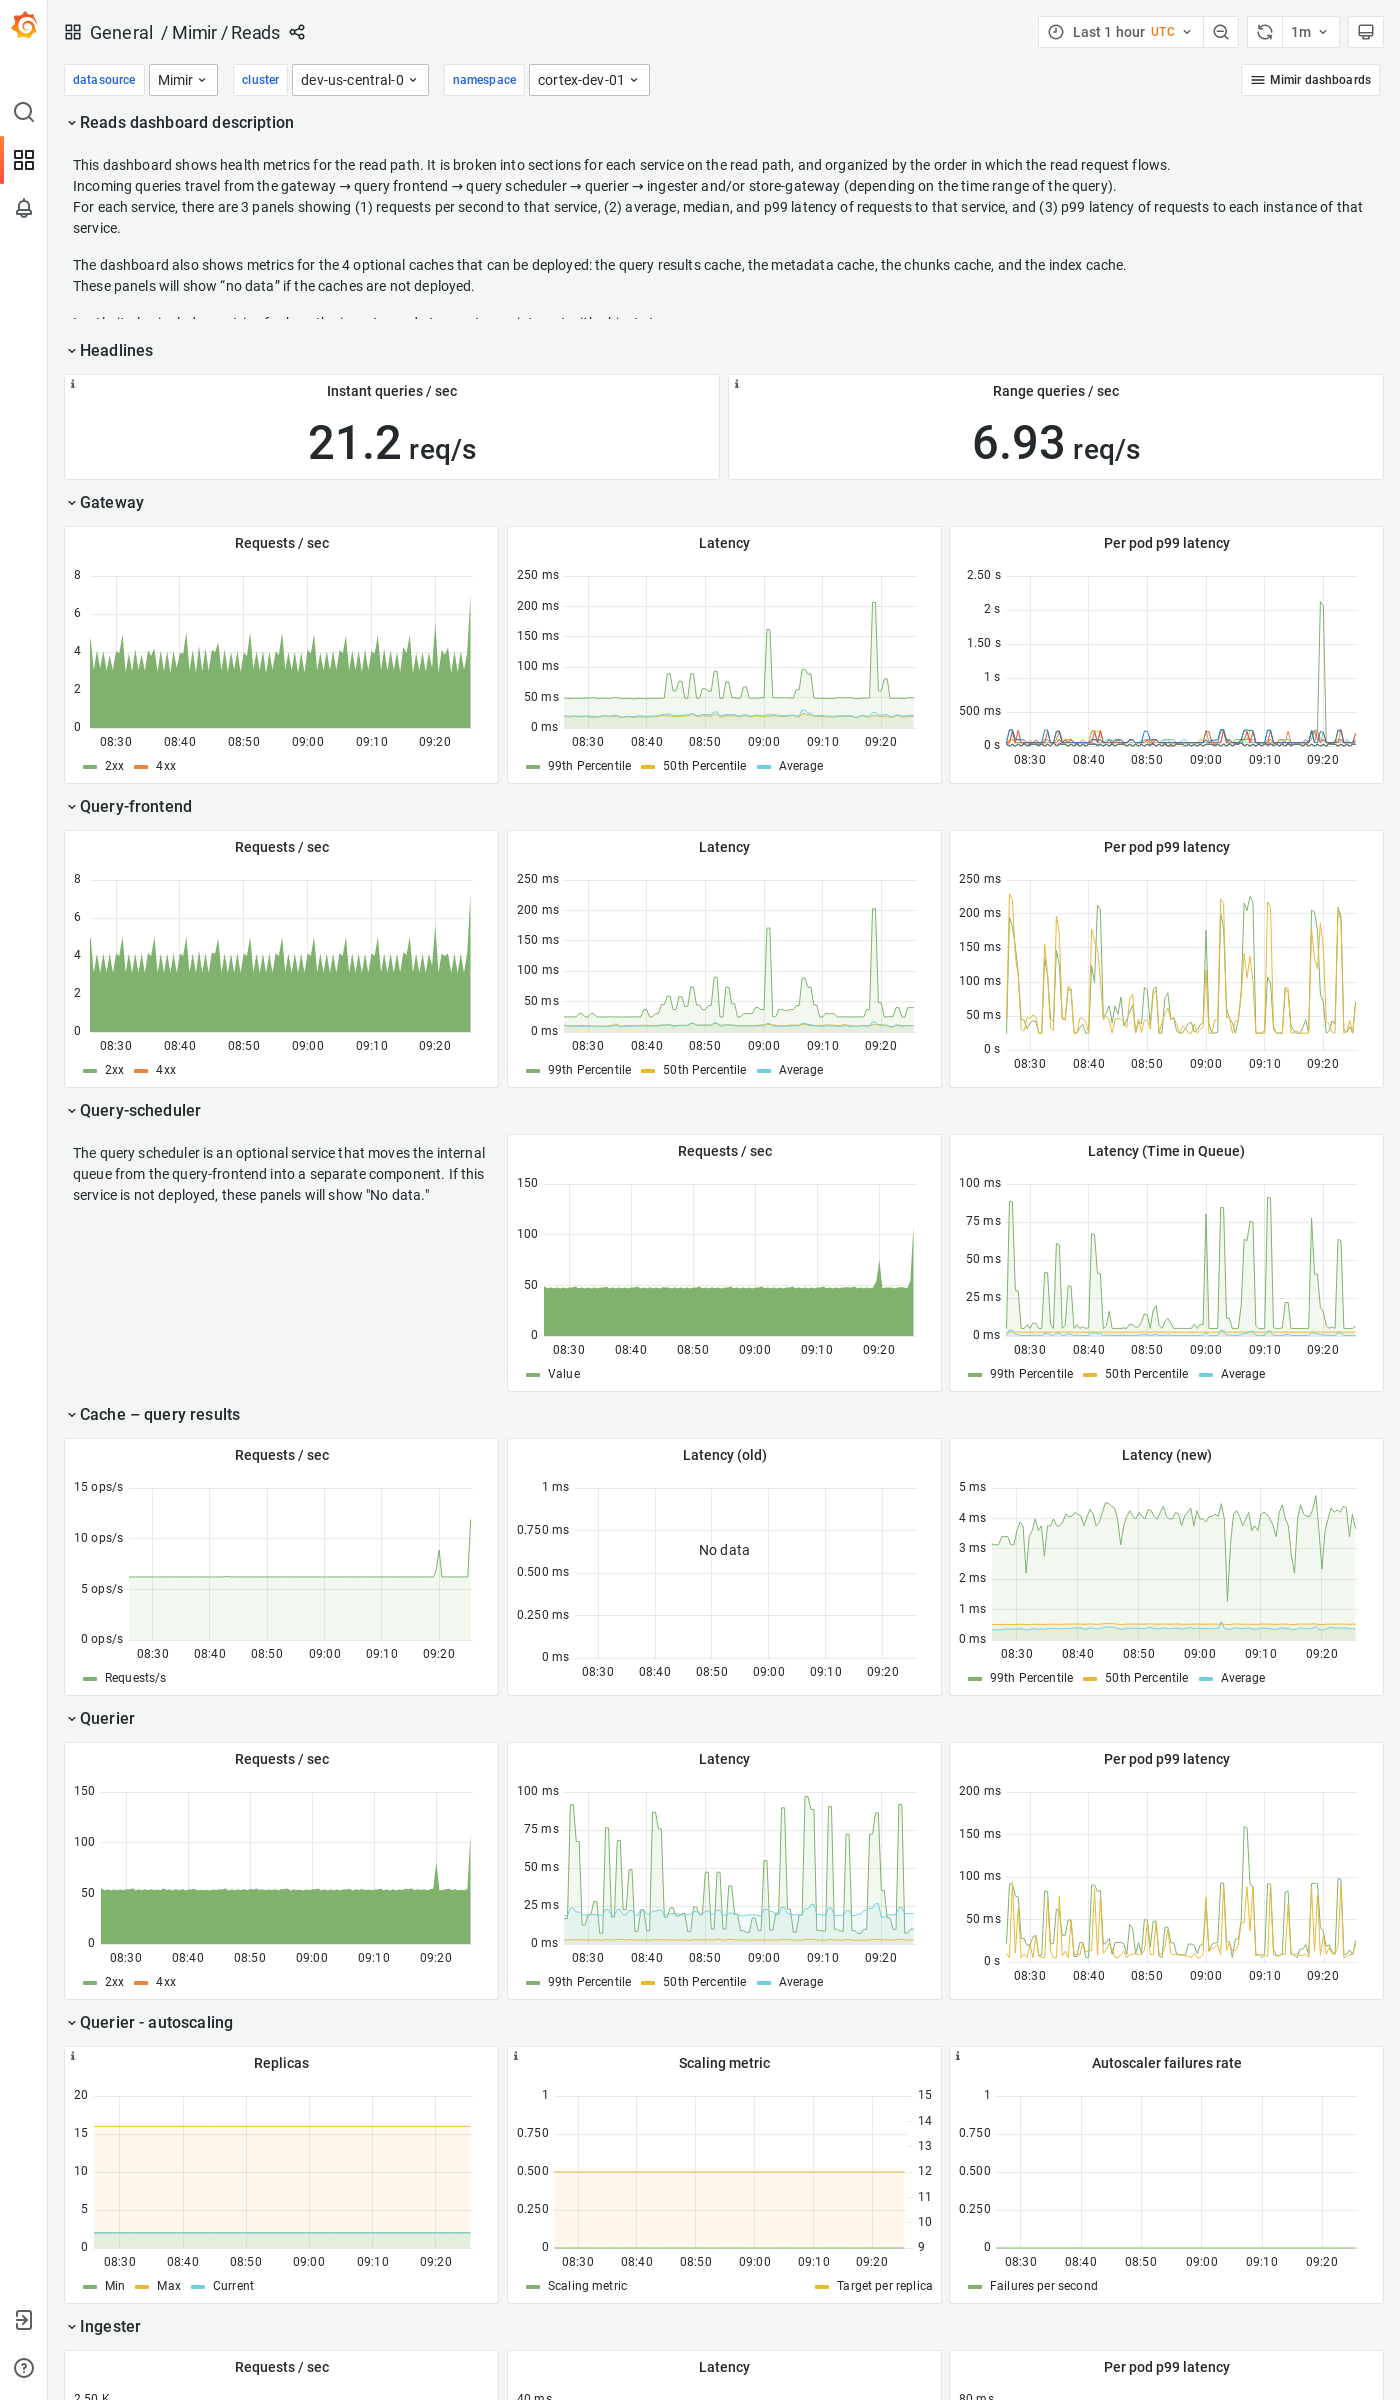 General / Mimir / Reads
Last 1 hour UTC
1m
datasource
Mimir
cluster
dev-us-central-0
namespace
cortex-dev-01
Mimir dashboards
Reads dashboard description
This dashboard shows health metrics for the read path. It is broken into sections for each service on the read path, and organized by the order in which the read request flows.
Incoming queries travel from the gateway → query frontend → query scheduler → querier → ingester and/or store-gateway (depending on the time range of the query).
For each service, there are 3 panels showing (1) requests per second to that service, (2) average, median, and p99 latency of requests to that service, and (3) p99 latency of requests to each instance of that
service.
The dashboard also shows metrics for the 4 optional caches that can be deployed: the query results cache, the metadata cache, the chunks cache, and the index cache.
These panels will show “no data” if the caches are not deployed.
Headlines
Instant queries / sec
21.2 req/s
Range queries / sec
6.93 req/s
Gateway
Requests / sec
8
6
4
2
0
08:30 08:40 08:50 09:00 09:10 09:20
2xx 4xx
Latency
250 ms
200 ms
150 ms
100 ms
50 ms
0 ms
08:30 08:40 08:50 09:00 09:10 09:20
99th Percentile 50th Percentile Average
Per pod p99 latency
2.50 s
2 s
1.50 s
1 s
500 ms
0 s
08:30 08:40 08:50 09:00 09:10 09:20
Query-frontend
Requests / sec
8
6
4
2
0
08:30 08:40 08:50 09:00 09:10 09:20
2xx 4xx
Latency
250 ms
200 ms
150 ms
100 ms
50 ms
0 ms
08:30 08:40 08:50 09:00 09:10 09:20
99th Percentile 50th Percentile Average
Per pod p99 latency
250 ms
200 ms
150 ms
100 ms
50 ms
0 s
08:30 08:40 08:50 09:00 09:10 09:20
Query-scheduler
The query scheduler is an optional service that moves the internal
queue from the query-frontend into a separate component. If this
service is not deployed, these panels will show "No data."
Requests / sec
150
100
50
0
08:30 08:40 08:50 09:00 09:10 09:20
Value
Latency (Time in Queue)
100 ms
75 ms
50 ms
25 ms
0 ms
08:30 08:40 08:50 09:00 09:10 09:20
99th Percentile 50th Percentile Average
Cache – query results
Requests / sec
15 ops/s
10 ops/s
5 ops/s
0 ops/s
08:30 08:40 08:50 09:00 09:10 09:20
Requests/s
Latency (old)
1 ms
0.750 ms
0.500 ms
0.250 ms
0 ms
No data
08:30 08:40 08:50 09:00 09:10 09:20
Latency (new)
5 ms
4 ms
3 ms
2 ms
1 ms
0 ms
08:30 08:40 08:50 09:00 09:10 09:20
99th Percentile 50th Percentile Average
Querier
Requests / sec
150
100
50
0
08:30 08:40 08:50 09:00 09:10 09:20
2xx 4xx
Latency
100 ms
75 ms
50 ms
25 ms
0 ms
08:30 08:40 08:50 09:00 09:10 09:20
99th Percentile 50th Percentile Average
Per pod p99 latency
200 ms
150 ms
100 ms
50 ms
0 s
08:30 08:40 08:50 09:00 09:10 09:20
Querier - autoscaling
Replicas
20
15
10
5
0
08:30 08:40 08:50 09:00 09:10 09:20
Min Max Current
Scaling metric
1
0.750
0.500
0.250
0
15
14
13
12
11
10
9
08:30 08:40 08:50 09:00 09:10 09:20
Scaling metric Target per replica
Autoscaler failures rate
1
0.750
0.500
0.250
0
08:30 08:40 08:50 09:00 09:10 09:20
Failures per second
Ingester
Requests / sec
2.50 K
Latency
40 ms
Per pod p99 latency
80 ms